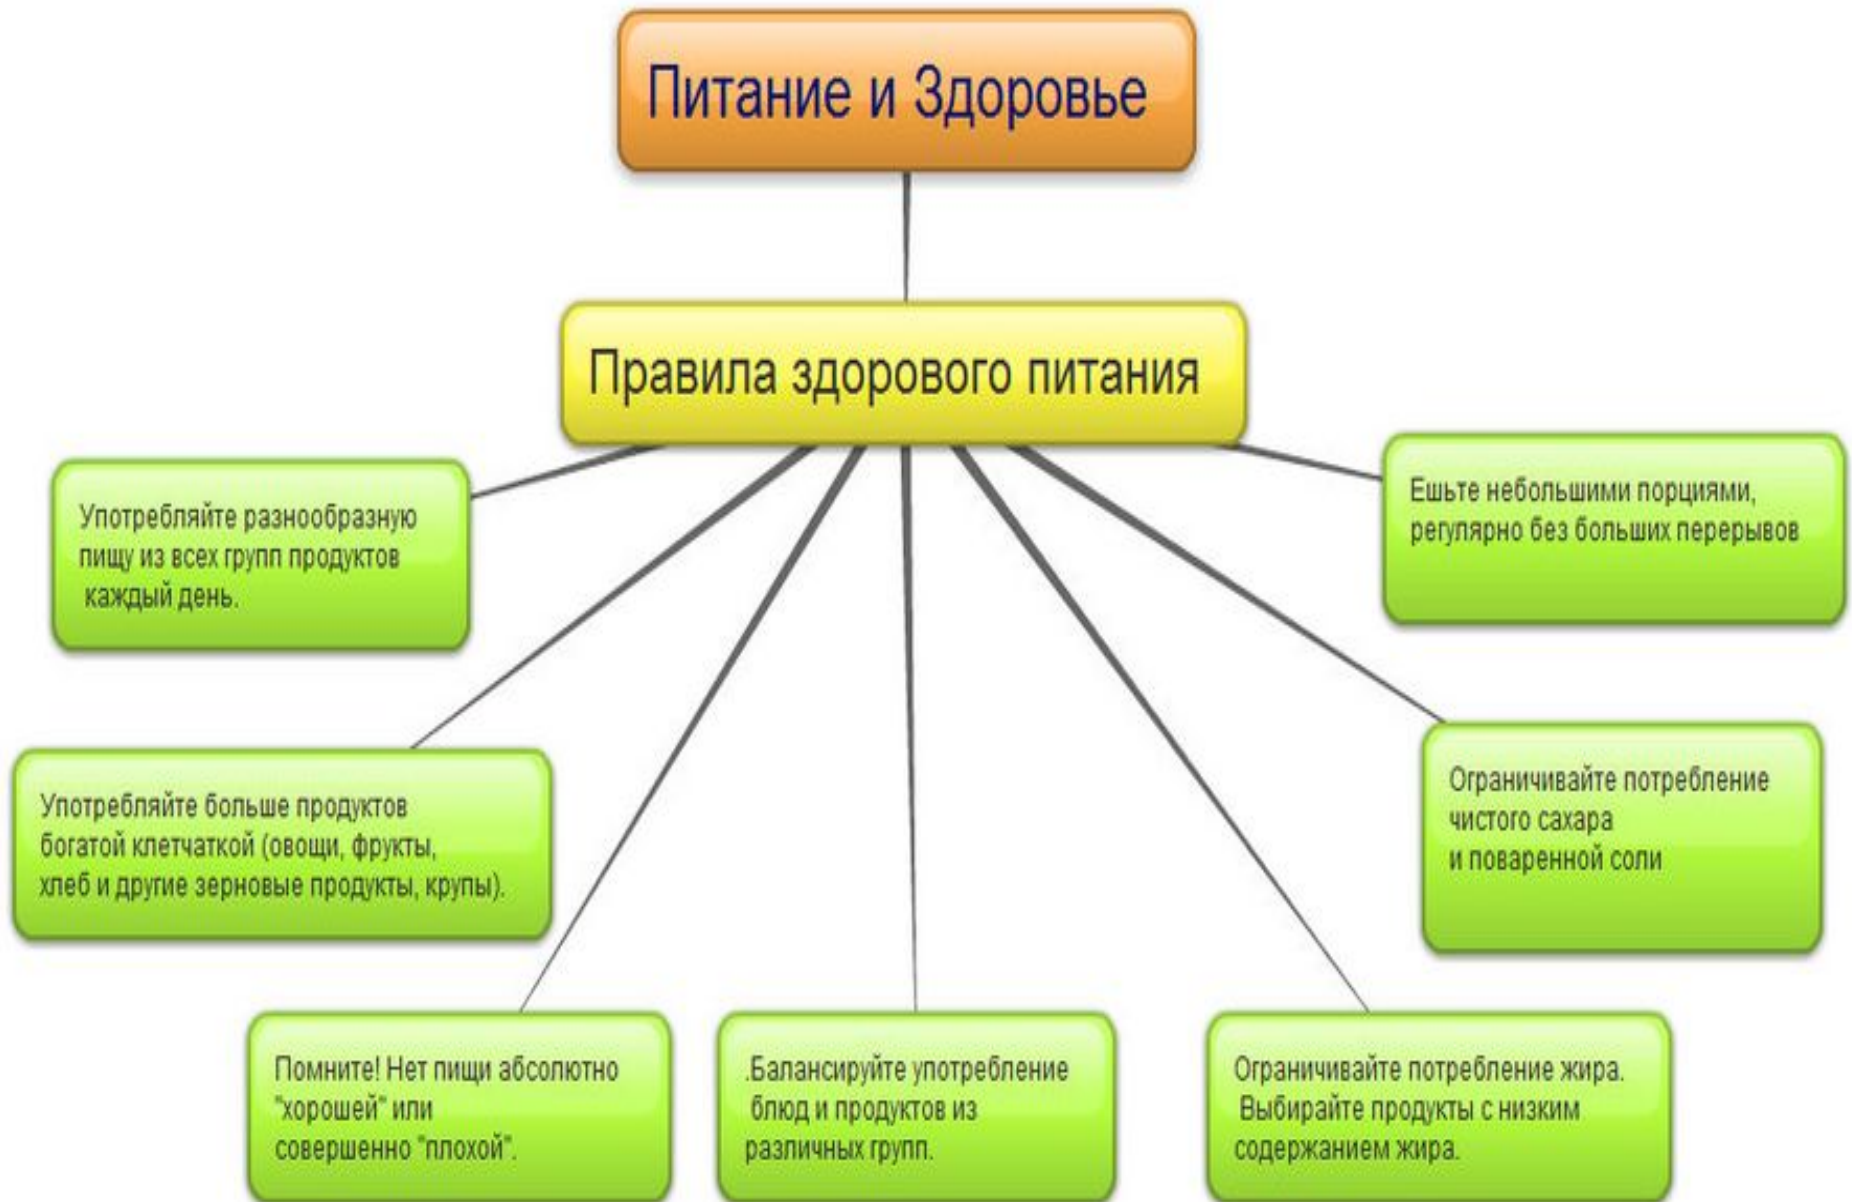 Питание и Здоровье
Правила здорового питания
Употребляйте разнообразную
пищу из всех групп продуктов
каждый день.
Ешьте небольшими порциями,
регулярно без больших перерывов
Употребляйте больше продуктов
богатой клетчаткой (овощи, фрукты,
хлеб и другие зерновые продукты, крупы).
Ограничивайте потребление
чистого сахара
и поваренной соли
Помните! Нет пищи абсолютно
"хорошей" или
совершенно "плохой".
.Балансируйте употребление
блюд и продуктов из
различных групп.
Ограничивайте потребление жира.
Выбирайте продукты с низким
содержанием жира.